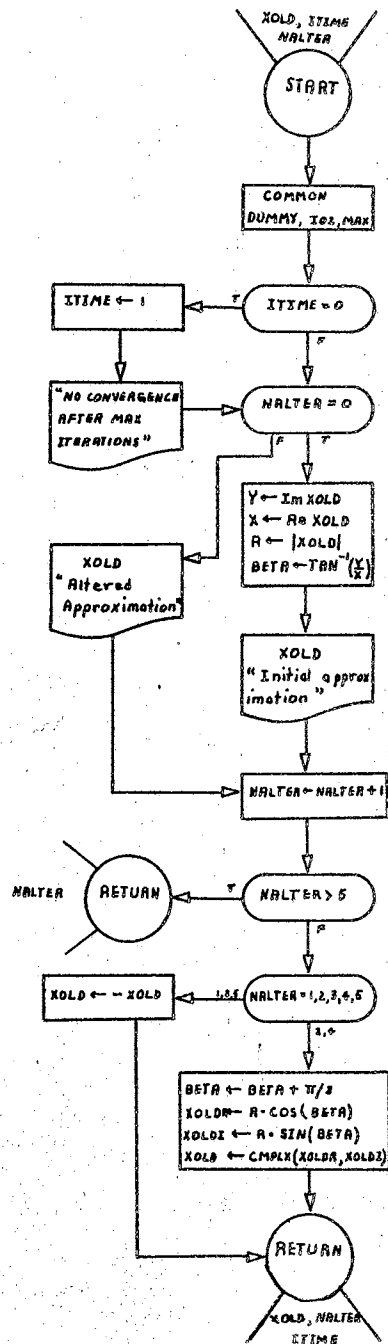 XOLD, ITIME
NALTER
START
COMMON
DUMMY, IO2, MAX
ITIME = 0
T
ITIME ← 1
F
"NO CONVERGENCE
AFTER MAX
ITERATIONS"
NALTER = 0
F
T
Y ← Im XOLD
X ← Re XOLD
R ← |XOLD|
BETA ← TAN⁻¹(Y/X)
XOLD
"Altered
Approximation"
XOLD
"Initial approx
imation"
NALTER ← NALTER + 1
NALTER > 5
T
RETURN
NALTER
F
NALTER = 1,2,3,4,5
1,3,5
XOLD ← - XOLD
2,4
BETA ← BETA + π/3
XOLDR ← R · COS(BETA)
XOLDI ← R · SIN(BETA)
XOLD ← CMPLX(XOLDR, XOLDI)
RETURN
XOLD, NALTER
ITIME